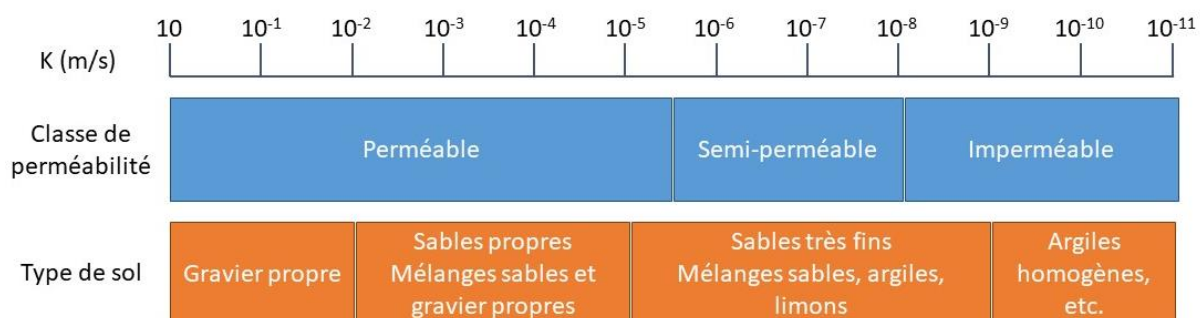 10 10⁻¹ 10⁻² 10⁻³ 10⁻⁴ 10⁻⁵ 10⁻⁶ 10⁻⁷ 10⁻⁸ 10⁻⁹ 10⁻¹⁰ 10⁻¹¹
K (m/s)
Classe de
perméabilité
Perméable
Semi-perméable
Imperméable
Type de sol
Gravier propre
Sables propres
Mélanges sables et
gravier propres
Sables très fins
Mélanges sables, argiles,
limons
Argiles
homogènes,
etc.